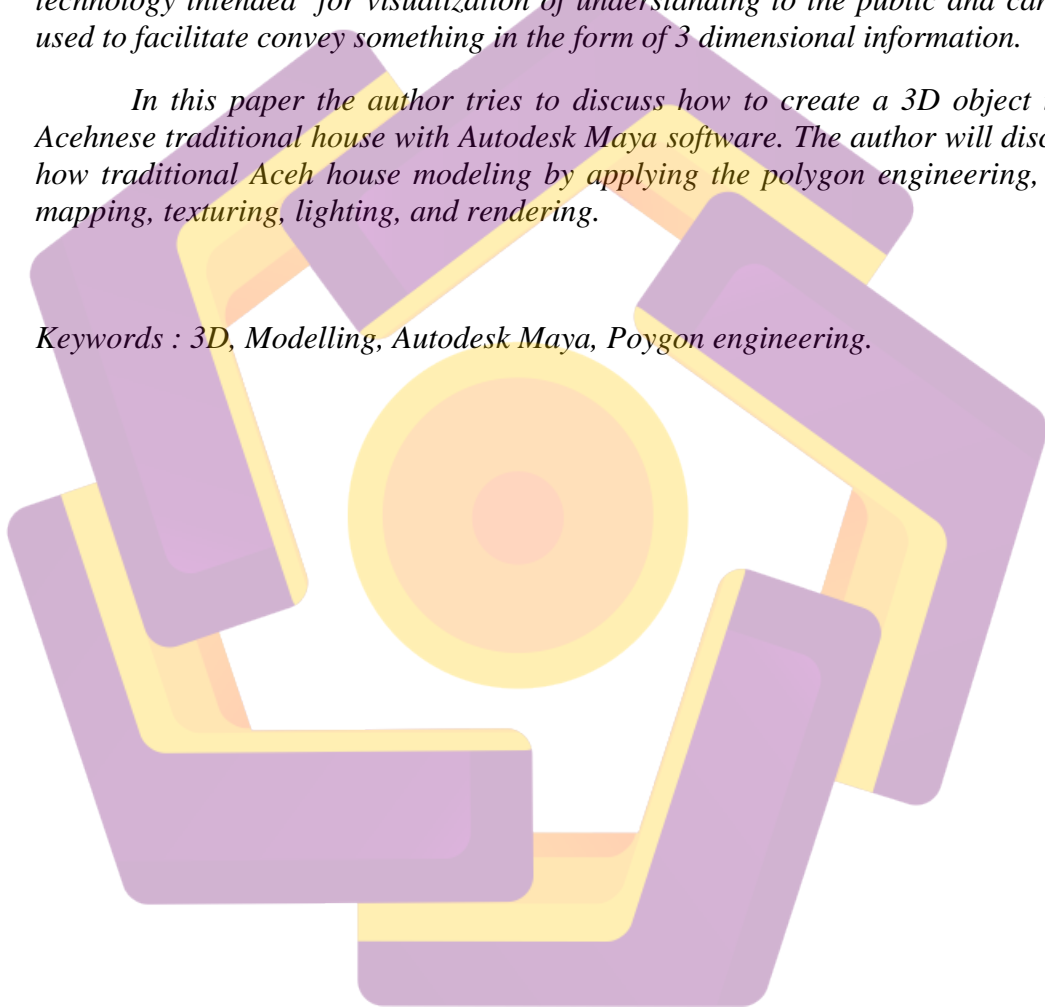 technology intended for visualization of understanding to the public and can
used to facilitate convey something in the form of 3 dimensional information.
In this paper the author tries to discuss how to create a 3D object
Acehnese traditional house with Autodesk Maya software. The author will
how traditional Aceh house modeling by applying the polygon engineering,
mapping, texturing, lighting, and rendering.
Keywords : 3D, Modelling, Autodesk Maya, Poygon engineering.